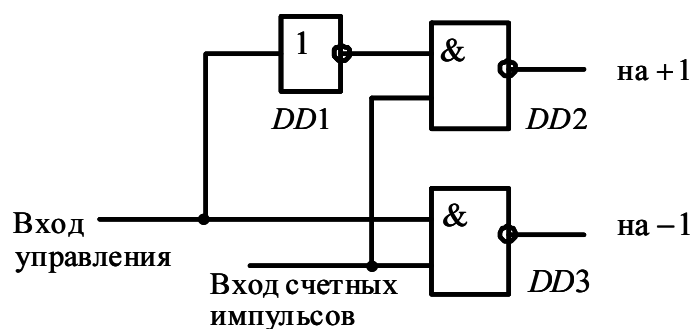 1
&
на +1
DD1
DD2
&
на −1
Вход
управления
DD3
Вход счетных
импульсов